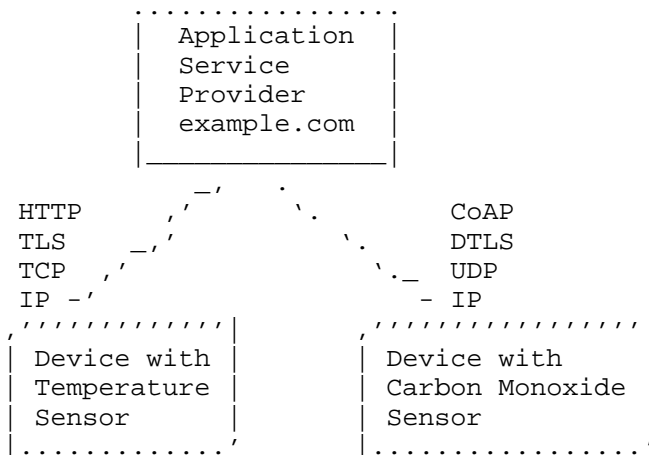 Application
Service
Provider
example.com
HTTP CoAP
TLS DTLS
TCP UDP
IP IP
Device with Device with
Temperature Carbon Monoxide
Sensor Sensor